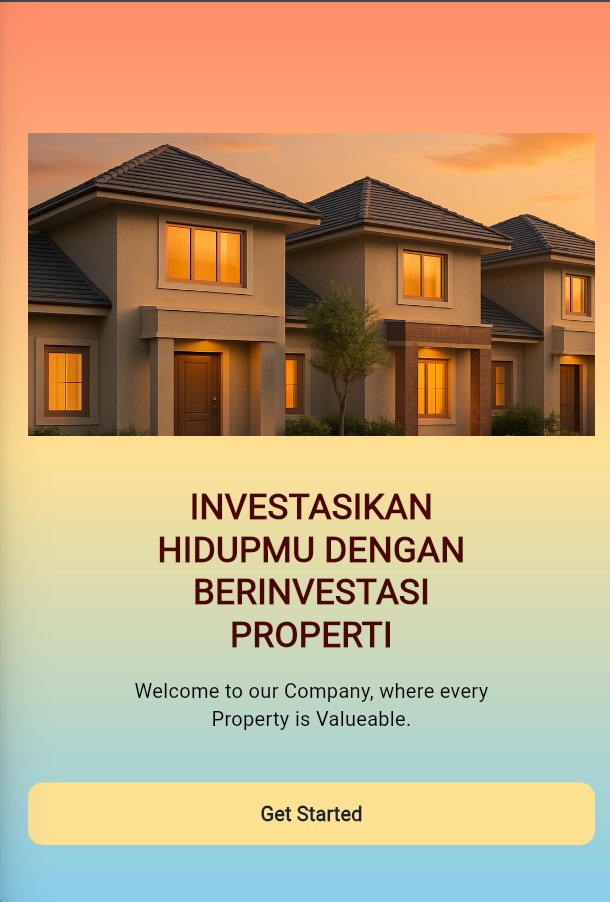 INVESTASIKAN
HIDUPMU DENGAN
BERINVESTASI
PROPERTI
Welcome to our Company, where every
Property is Valueable.
Get Started